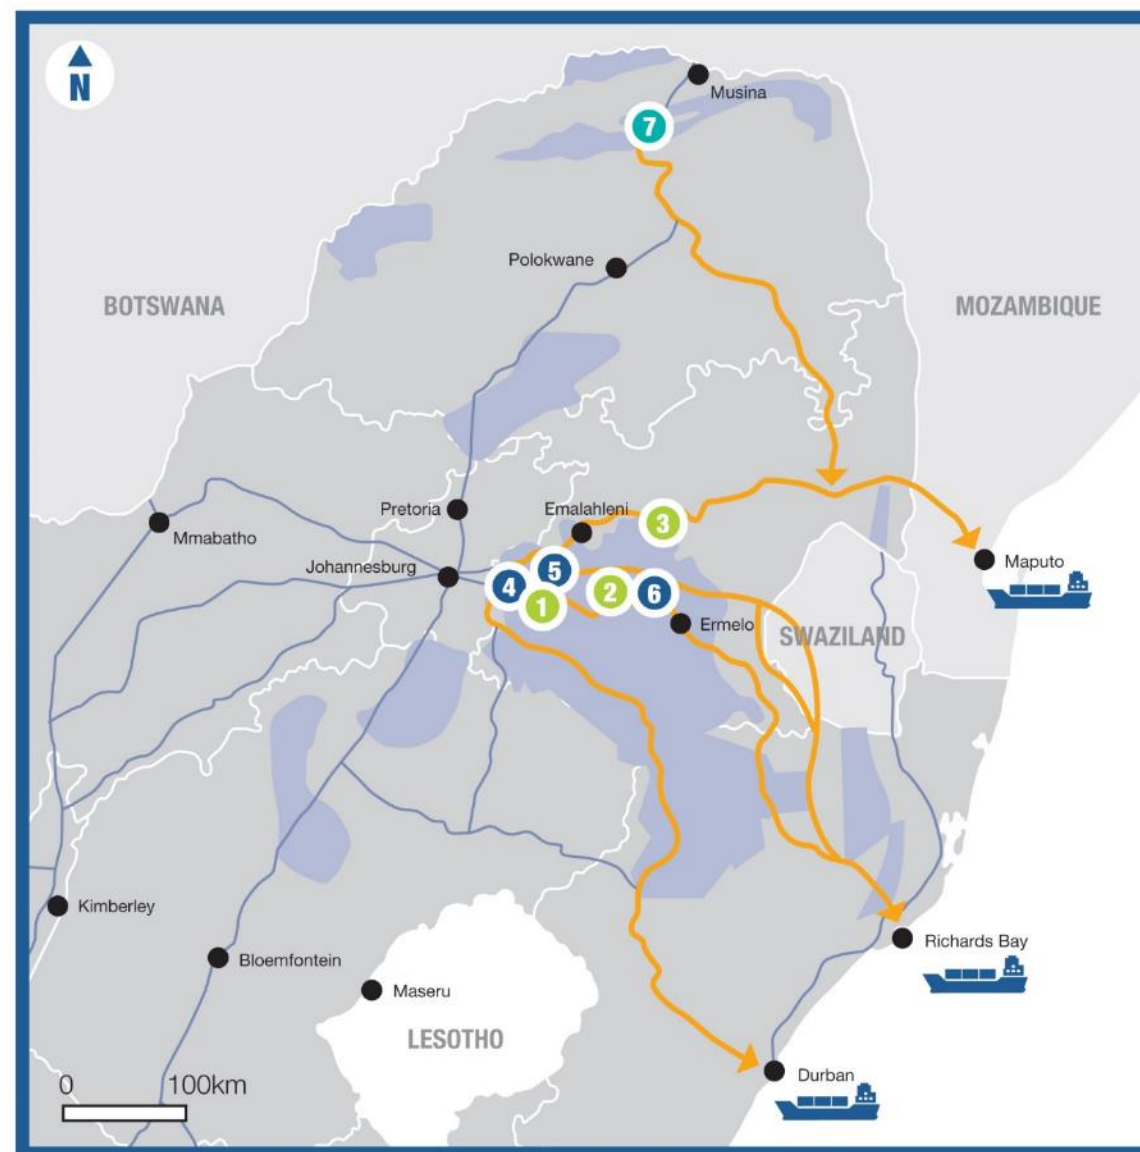 N
Musina
7
Polokwane
BOTSWANA
MOZAMBIQUE
Pretoria
Emalahleni
3
Mmabatho
Johannesburg
Maputo
5
4
2
6
1
Ermelo
SWAZILAND
Kimberley
Richards Bay
Bloemfontein
Maseru
LESOTHO
Durban
0 100km